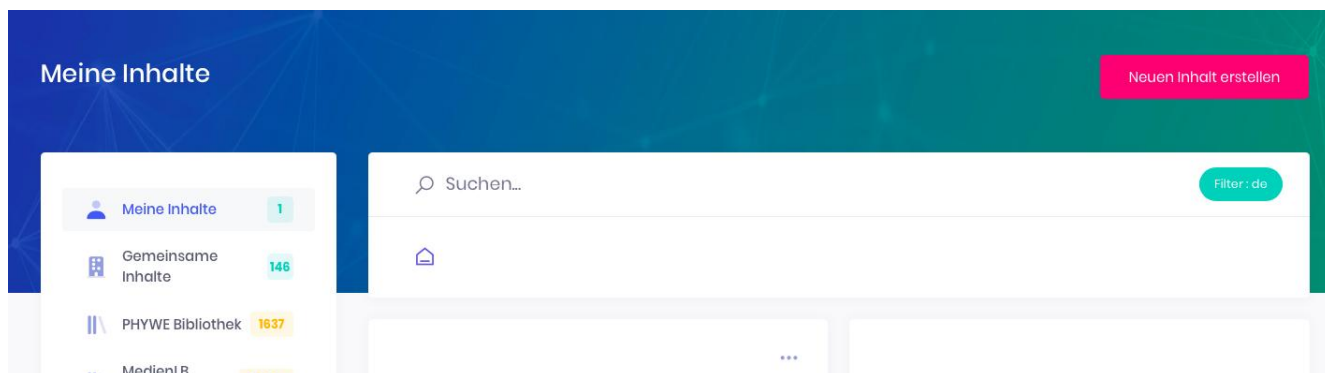 Meine Inhalte
Neuen Inhalt erstellen
Meine Inhalte 1
Gemeinsame
Inhalte
146
PHYWE Bibliothek 1637
Suchen...
Filter : de